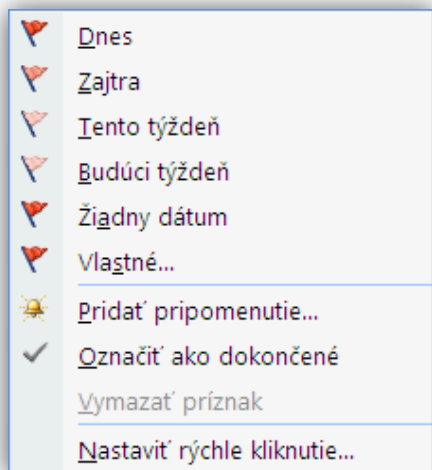 Dnes
Zajtra
Tento týždeň
Budúci týždeň
Žiadny dátum
Vlastné...
Pridať pripomenutie...
Označiť ako dokončené
Vymazať príznak
Nastaviť rýchle kliknutie...